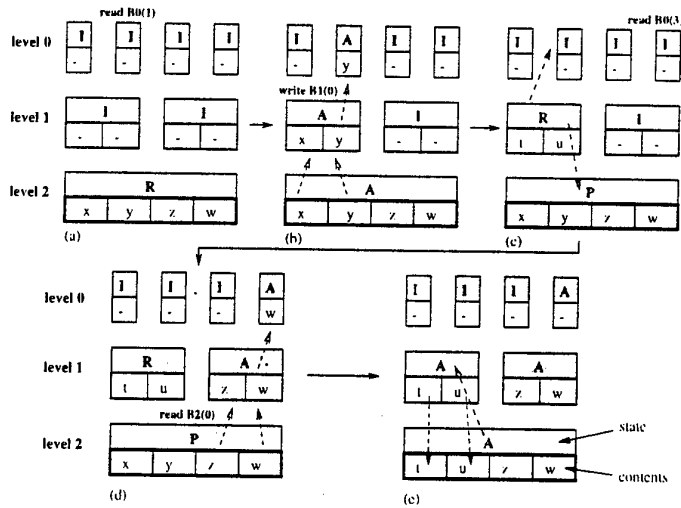 read B0(1)
read B0(3)
level 0
I I I I
- - - -
I A I I
- y - -
I I I I
- - - -
write B1(0)
level 1
I I
- - - -
A I
x y - -
R I
t u - -
level 2
R
x y z w
A
x y z w
P
x y z w
(a)
(b)
(c)
level 0
I I I A
- - - w
I I I A
- - - -
level 1
R A
t u z w
A A
t u z w
read B2(0)
level 2
P
x y z w
A
t u z w
state
contents
(d)
(e)